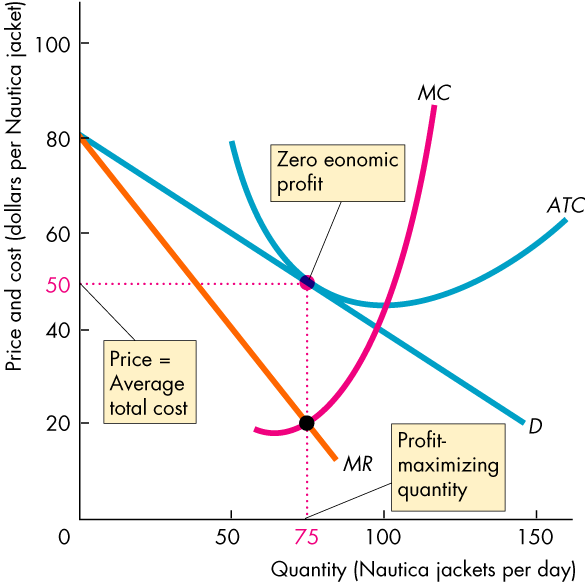 Price and cost (dollars per Nautica jacket)
100
80
60
50
40
20
0
50
75
100
150
Quantity (Nautica jackets per day)
MC
ATC
D
MR
Zero eonomic
profit
Price =
Average
total cost
Profit-
maximizing
quantity